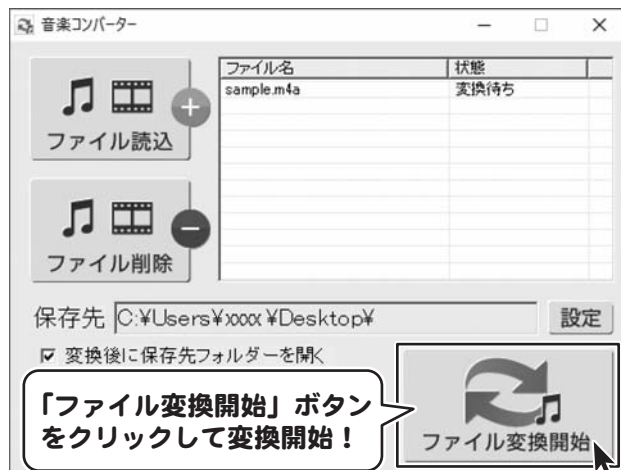 音楽コンバーター
ファイル名 状態
sample.m4a 変換待ち
ファイル読込
ファイル削除
保存先 C:¥Users¥xxxx¥Desktop¥ 設定
変換後に保存先フォルダーを開く
「ファイル変換開始」ボタン
をクリックして変換開始！
ファイル変換開始